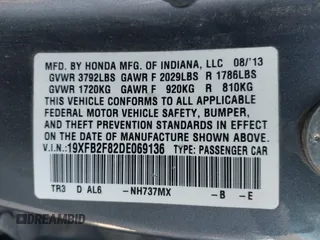 MFD. BY HONDA MFG. OF INDIANA, LLC 08/'13
GVWR 3792LBS GAWR F 2029LBS R 1786LBS
GVWR 1720KG GAWR F 920KG R 810KG
THIS VEHICLE CONFORMS TO ALL APPLICABLE
FEDERAL MOTOR VEHICLE SAFETY, BUMPER,
AND THEFT PREVENTION STANDARDS IN EFFECT ON THE
DATE OF MANUFACTURE SHOWN ABOVE.
V.I.N.: 19XFB2F82DE069136 TYPE: PASSENGER CAR
TR3 D AL6 -NH737MX -B -E
AUTOBIDMASTER